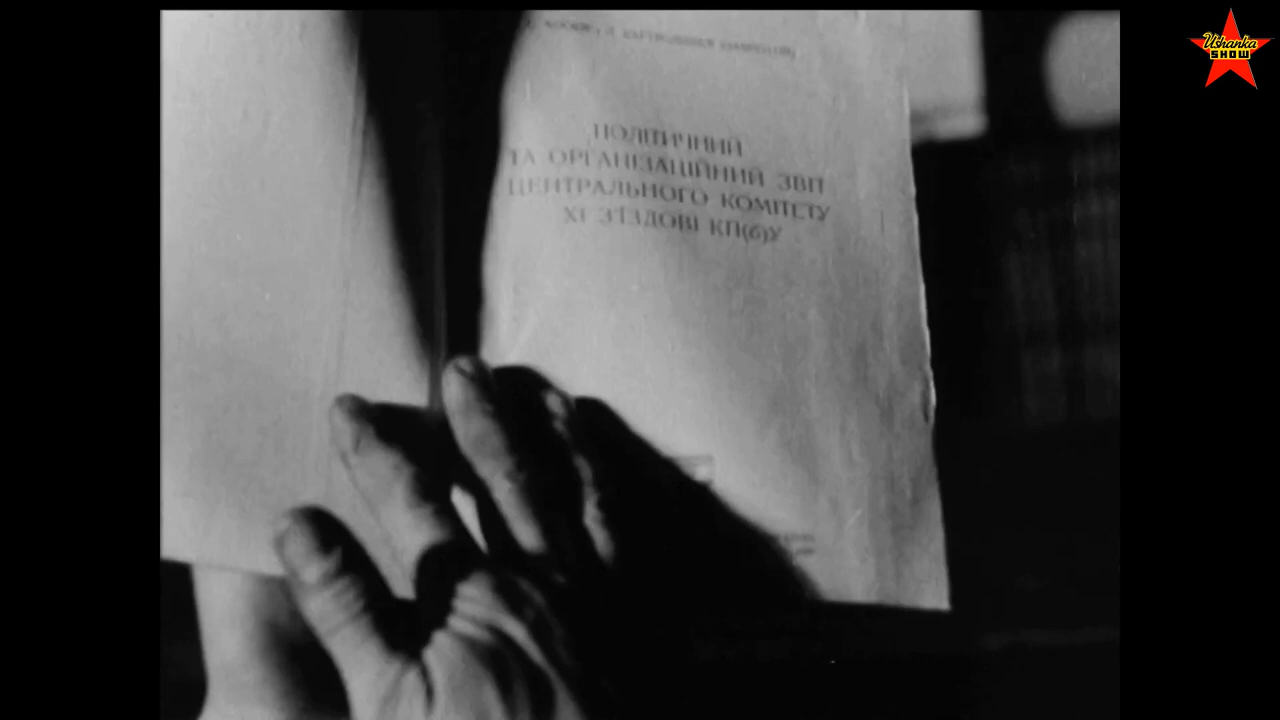 ПОЛІТИЧНИЙ
ТА ОРГАНІЗАЦІЙНИЙ ЗВІТ
ЦЕНТРАЛЬНОГО КОМІТЕТУ
XI З'ЇЗДОВІ КП(б)У
Ushanka
SHOW